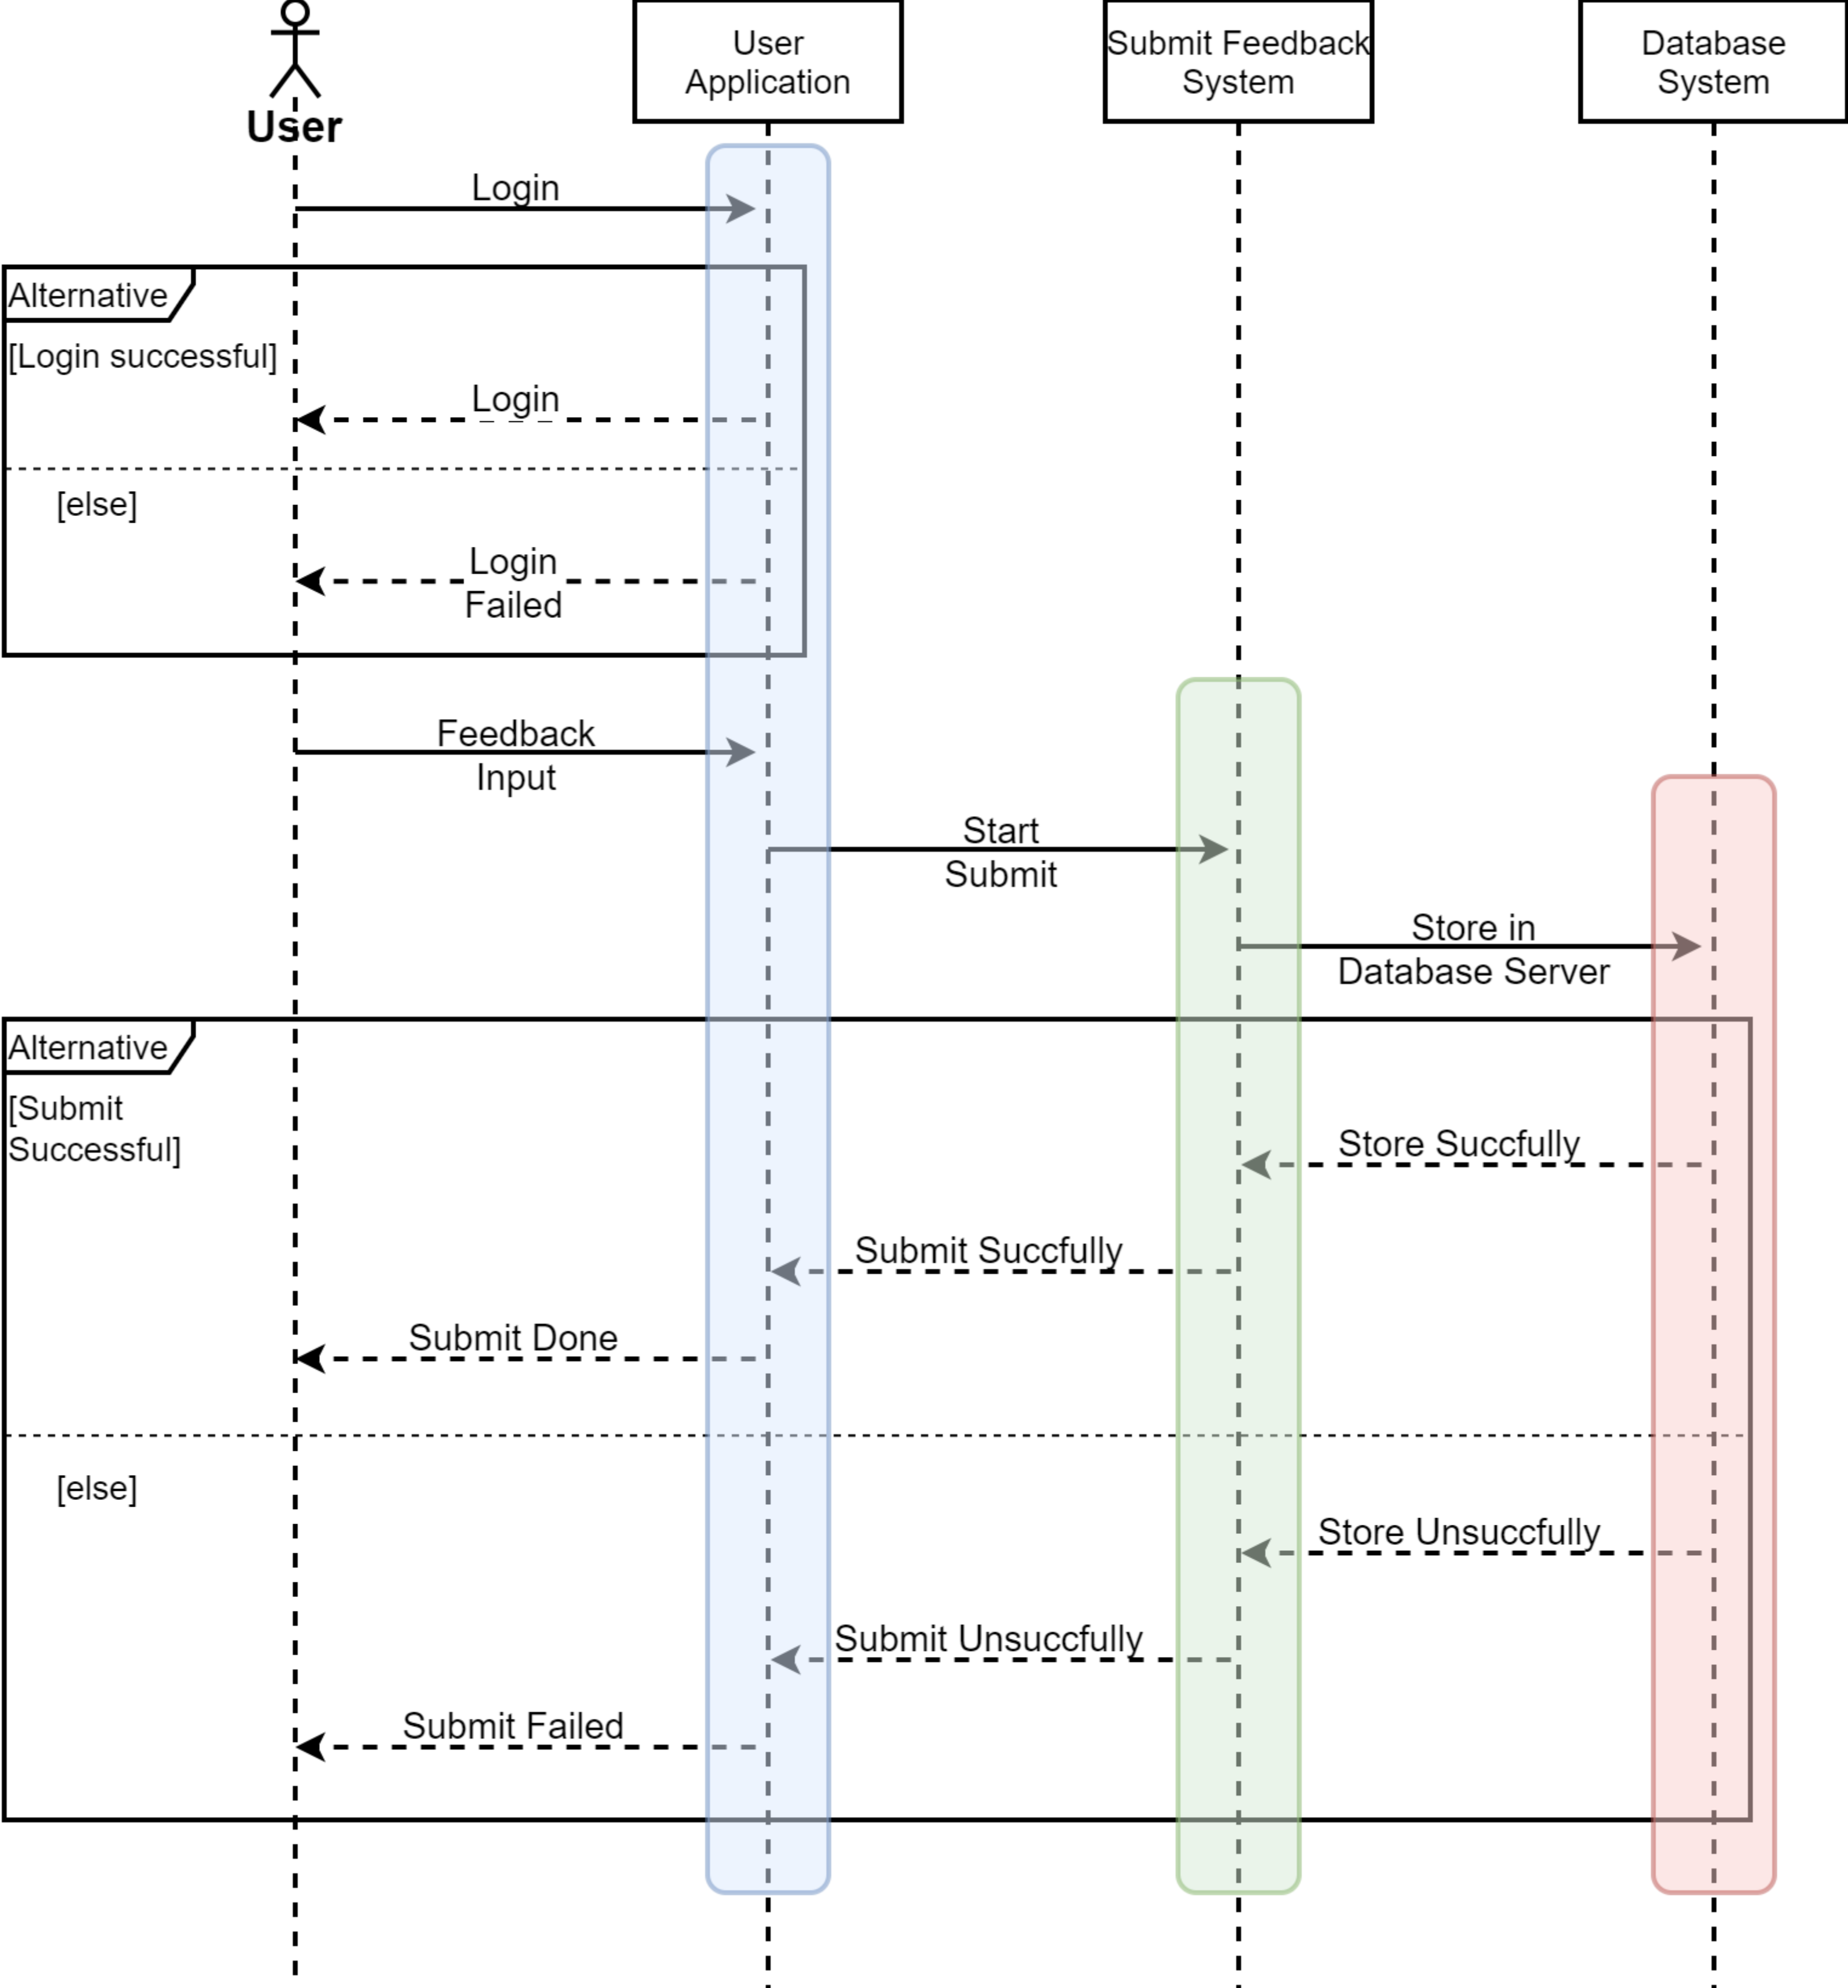 User
User
Application
Submit Feedback
System
Database
System
Login
Alternative
[Login successful]
Login
[else]
Login
Failed
Feedback
Input
Start
Submit
Store in
Database Server
Alternative
[Submit
Successful]
Store Succfully
Submit Succfully
Submit Done
[else]
Store Unsuccfully
Submit Unsuccfully
Submit Failed